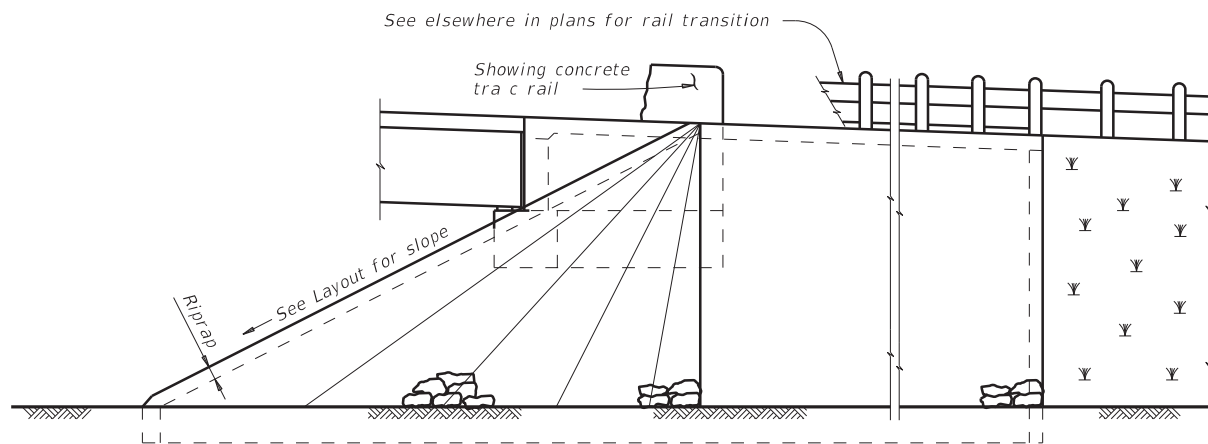 See elsewhere in plans for rail transition
Showing concrete
tra c rail
See Layout for slope
Riprap